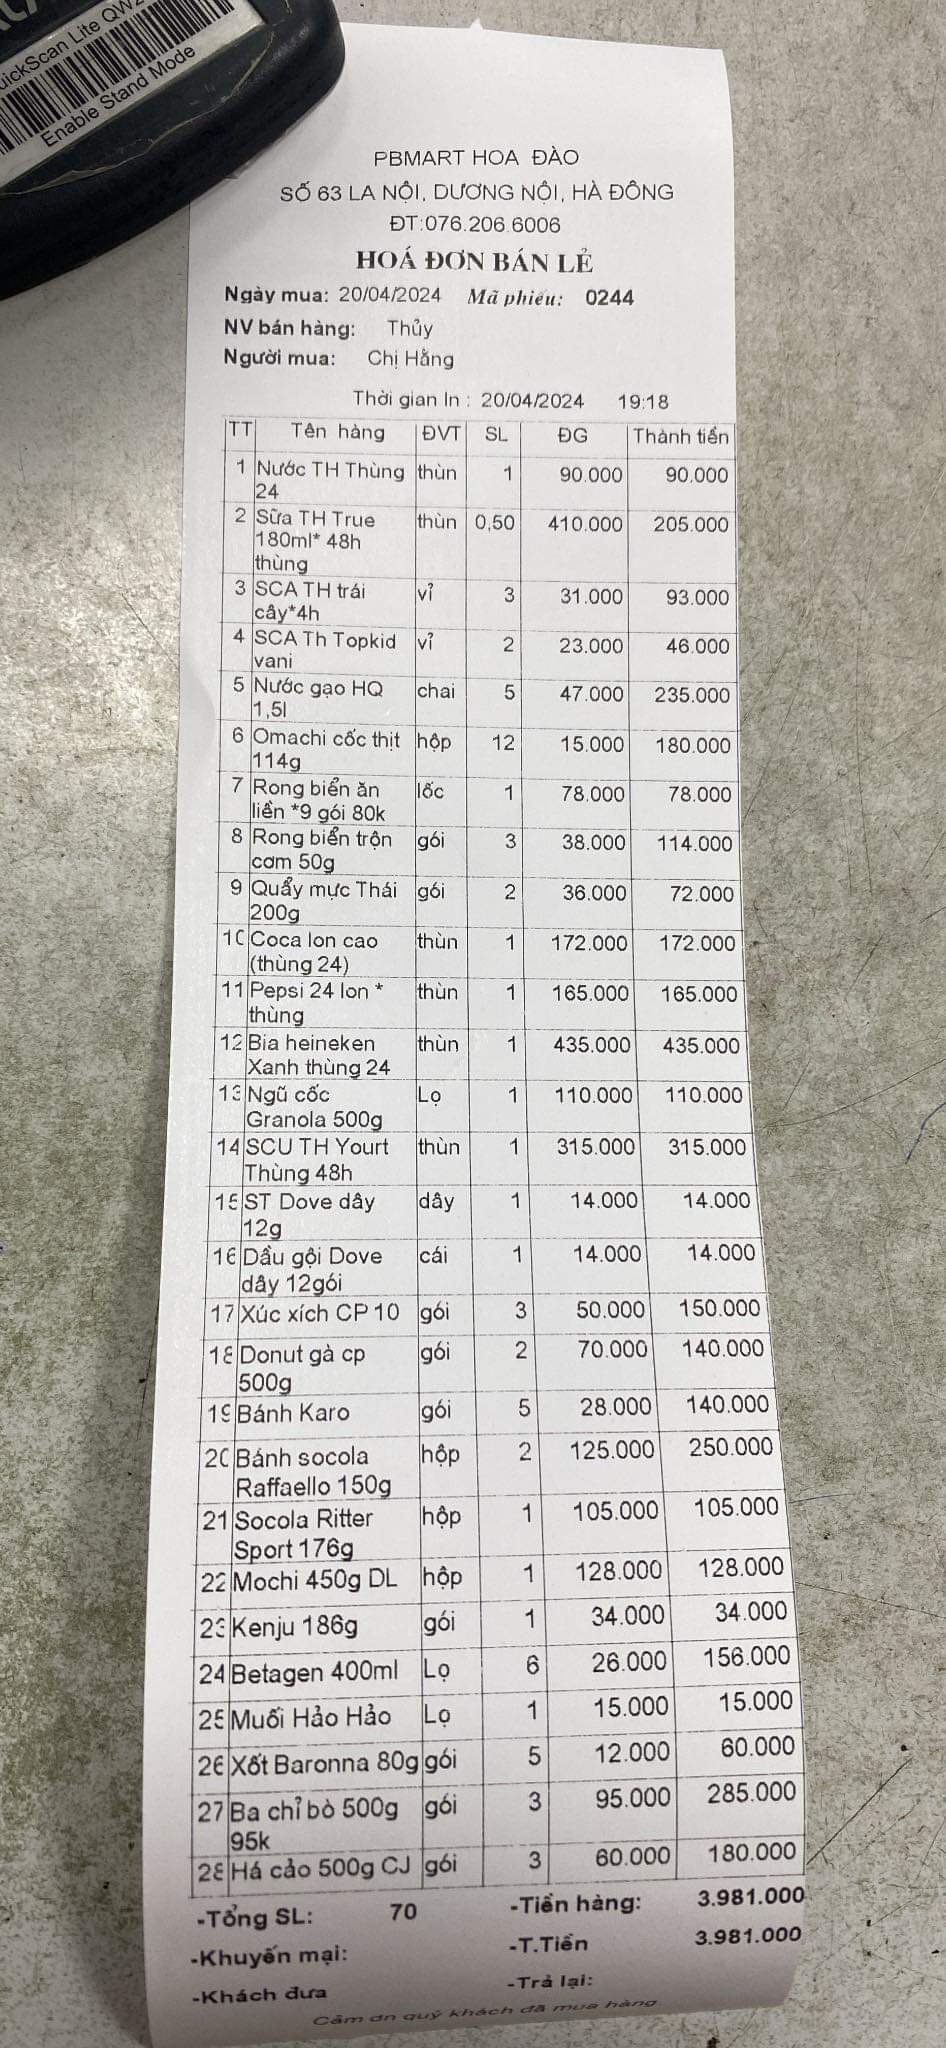 uickScan Lite QW2
Enable Stand Mode
PBMART HOA ĐÀO
SỐ 63 LA NỘI, DƯƠNG NỘI, HÀ ĐÔNG
ĐT:076.206.6006
HOÁ ĐƠN BÁN LẺ
Ngày mua: 20/04/2024 Mã phiếu: 0244
NV bán hàng: Thủy
Người mua: Chị Hằng
Thời gian In : 20/04/2024 19:18
TT Tên hàng ĐVT SL ĐG Thành tiền
1 Nước TH Thùng thùn 1 90.000 90.000
24
2 Sữa TH True thùn 0,50 410.000 205.000
180ml* 48h
thùng
3 SCA TH trái vỉ 3 31.000 93.000
cây*4h
4 SCA Th Topkid vỉ 2 23.000 46.000
vani
5 Nước gạo HQ chai 5 47.000 235.000
1,5l
6 Omachi cốc thịt hộp 12 15.000 180.000
114g
7 Rong biển ăn lốc 1 78.000 78.000
liền *9 gói 80k
8 Rong biển trộn gói 3 38.000 114.000
cơm 50g
9 Quẩy mực Thái gói 2 36.000 72.000
200g
10 Coca lon cao thùn 1 172.000 172.000
(thùng 24)
11 Pepsi 24 lon * thùn 1 165.000 165.000
thùng
12 Bia heineken thùn 1 435.000 435.000
Xanh thùng 24
13 Ngũ cốc Lọ 1 110.000 110.000
Granola 500g
14 SCU TH Yourt thùn 1 315.000 315.000
Thùng 48h
15 ST Dove dây dây 1 14.000 14.000
12g
16 Dầu gội Dove cái 1 14.000 14.000
dây 12gói
17 Xúc xích CP 10 gói 3 50.000 150.000
18 Donut gà cp gói 2 70.000 140.000
500g
19 Bánh Karo gói 5 28.000 140.000
20 Bánh socola hộp 2 125.000 250.000
Raffaello 150g
21 Socola Ritter hộp 1 105.000 105.000
Sport 176g
22 Mochi 450g DL hộp 1 128.000 128.000
23 Kenju 186g gói 1 34.000 34.000
24 Betagen 400ml Lọ 6 26.000 156.000
25 Muối Hảo Hảo Lọ 1 15.000 15.000
26 Xốt Baronna 80g gói 5 12.000 60.000
27 Ba chỉ bò 500g gói 3 95.000 285.000
95k
28 Há cảo 500g CJ gói 3 60.000 180.000
-Tổng SL: 70 -Tiền hàng: 3.981.000
-Khuyến mại: -T.Tiền 3.981.000
-Khách đưa -Trả lại:
Cảm ơn quý khách đã mua hàng